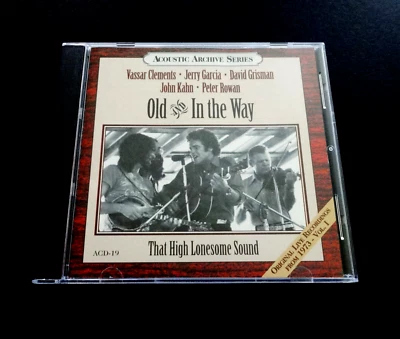 ACOUSTIC ARCHIVE SERIES
Vassar Clements • Jerry Garcia • David Grisman
John Kahn • Peter Rowan
Old And In the Way
That High Lonesome Sound
ACD-19
ORIGINAL LIVE RECORDINGS
FROM 1973 - VOL. 1